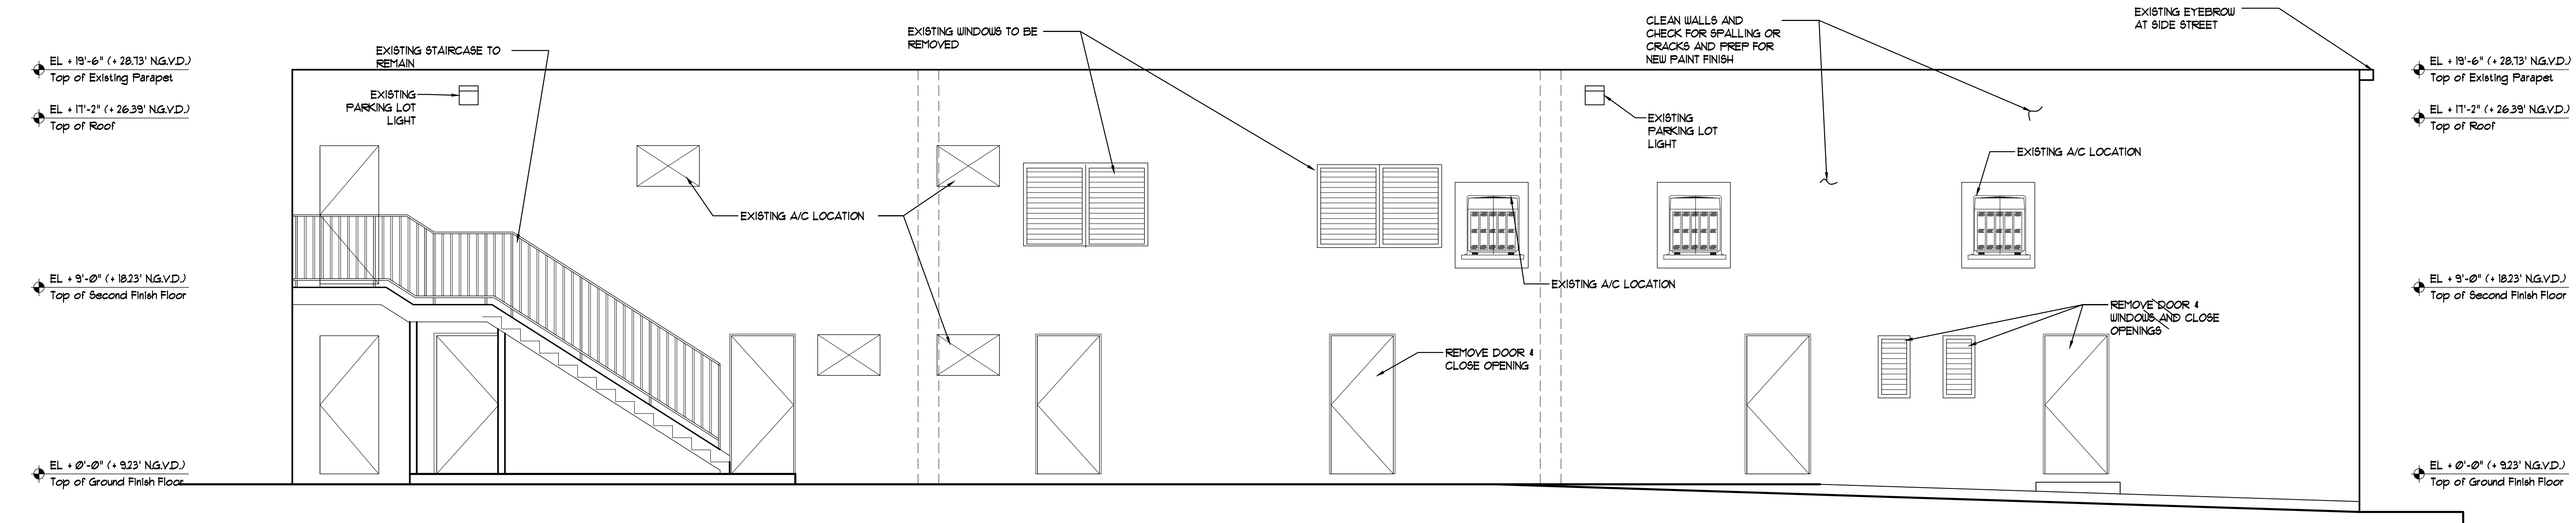 EXISTING EYEBROW
AT SIDE STREET
CLEAN WALLS AND
CHECK FOR SPALLING OR
CRACKS AND PREP FOR
NEW PAINT FINISH
EXISTING WINDOWS TO BE
REMOVED
EXISTING STAIRCASE TO
REMAIN
EL + 19'-6" (+ 28.73' N.G.V.D.)
Top of Existing Parapet
EL + 19'-6" (+ 28.73' N.G.V.D.)
Top of Existing Parapet
EXISTING
PARKING LOT
LIGHT
EL + 17'-2" (+ 26.39' N.G.V.D.)
Top of Roof
EXISTING
PARKING LOT
LIGHT
EL + 17'-2" (+ 26.39' N.G.V.D.)
Top of Roof
EXISTING A/C LOCATION
EXISTING A/C LOCATION
EL + 9'-0" (+ 18.23' N.G.V.D.)
Top of Second Finish Floor
EXISTING A/C LOCATION
EL + 9'-0" (+ 18.23' N.G.V.D.)
Top of Second Finish Floor
REMOVE DOOR &
WINDOWS AND CLOSE
OPENINGS
REMOVE DOOR &
CLOSE OPENING
EL + 0'-0" (+ 9.23' N.G.V.D.)
Top of Ground Finish Floor
EL + 0'-0" (+ 9.23' N.G.V.D.)
Top of Ground Finish Floor